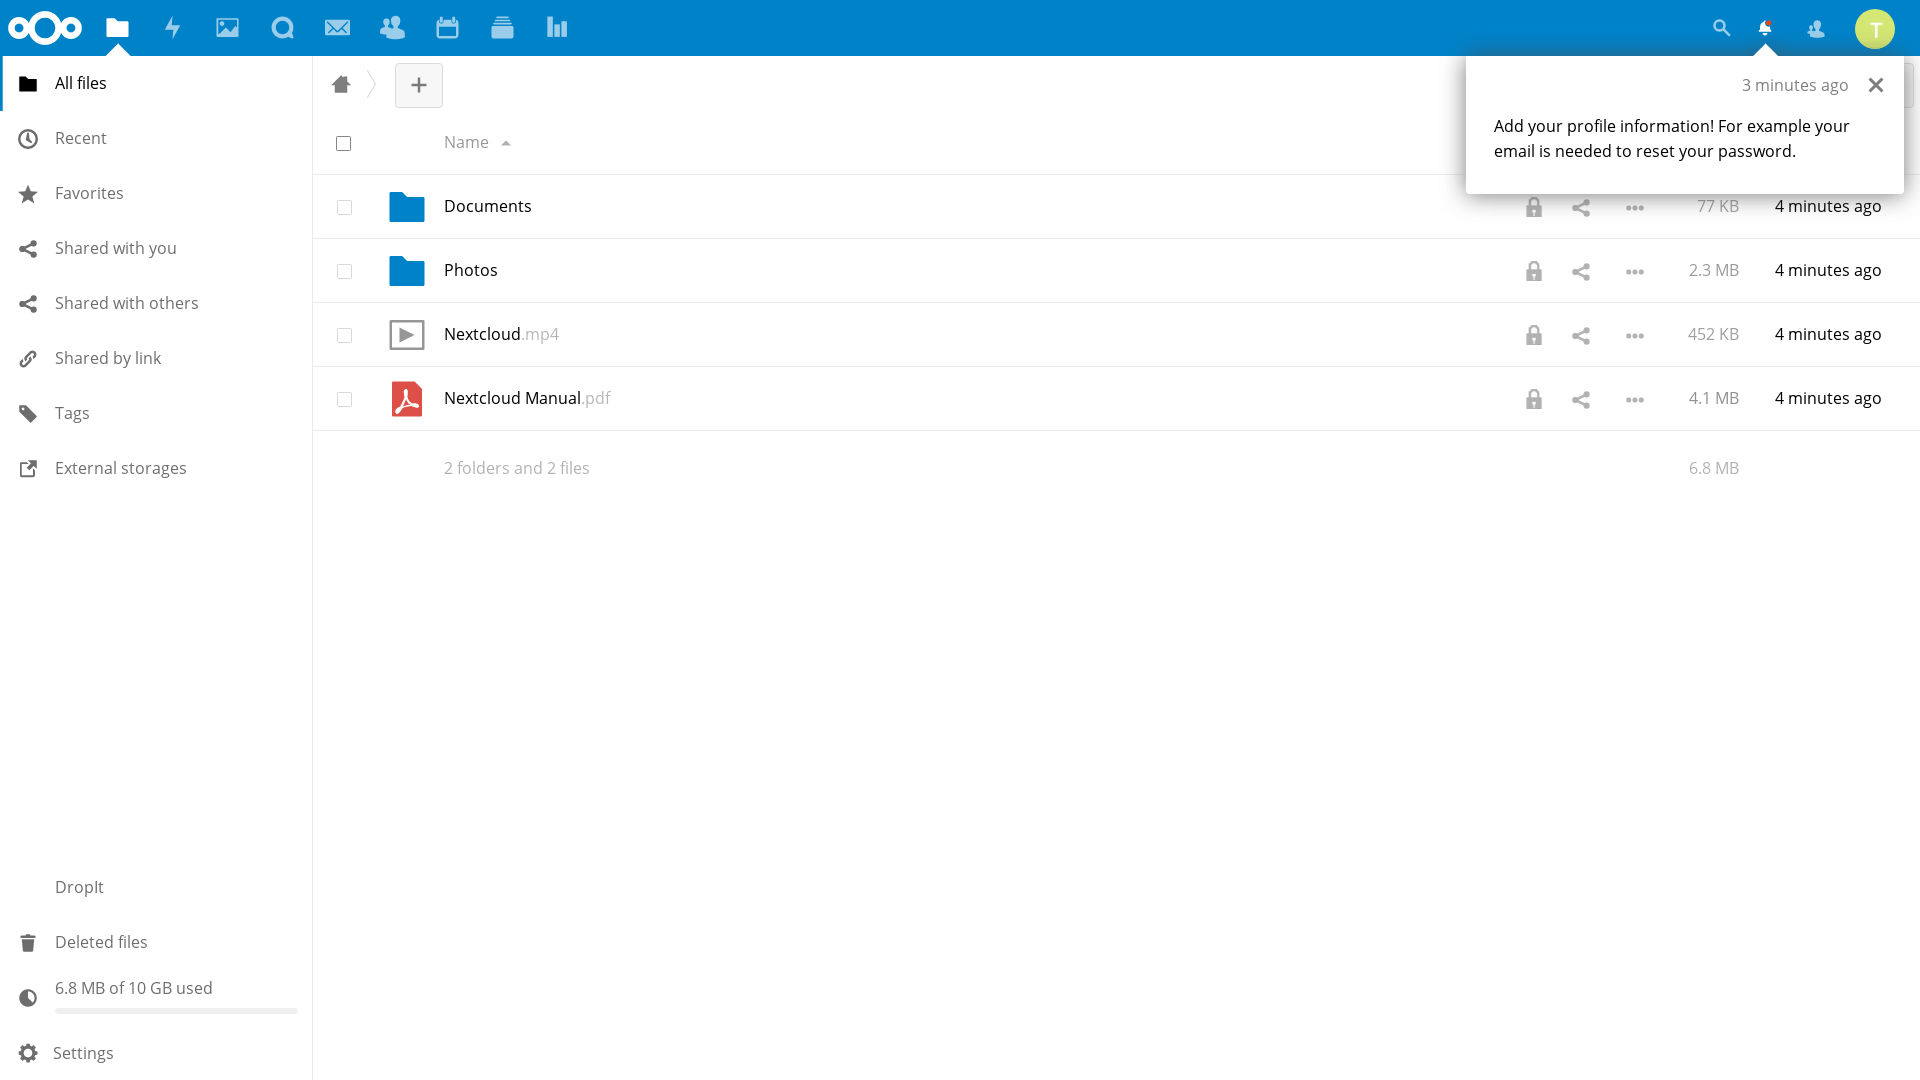 T
All files
Recent
Favorites
Shared with you
Shared with others
Shared by link
Tags
External storages
DropIt
Deleted files
6.8 MB of 10 GB used
Settings
3 minutes ago
Add your profile information! For example your
email is needed to reset your password.
Name
Documents 77 KB 4 minutes ago
Photos 2.3 MB 4 minutes ago
Nextcloud.mp4 452 KB 4 minutes ago
Nextcloud Manual.pdf 4.1 MB 4 minutes ago
2 folders and 2 files 6.8 MB